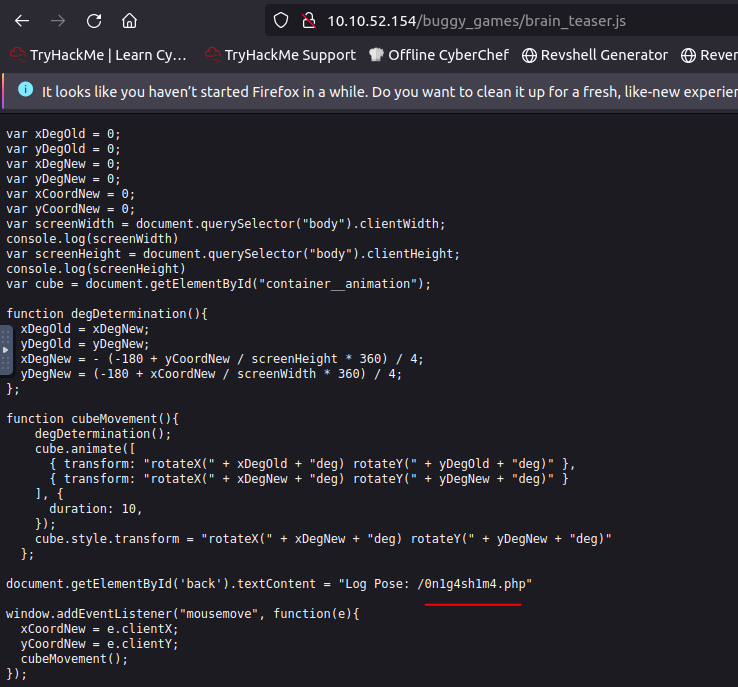 10.10.52.154/buggy_games/brain_teaser.js
TryHackMe | Learn Cy… TryHackMe Support Offline CyberChef Revshell Generator Rever
It looks like you haven't started Firefox in a while. Do you want to clean it up for a fresh, like-new experien
var xDegOld = 0;
var yDegOld = 0;
var xDegNew = 0;
var yDegNew = 0;
var xCoordNew = 0;
var yCoordNew = 0;
var screenWidth = document.querySelector("body").clientWidth;
console.log(screenWidth)
var screenHeight = document.querySelector("body").clientHeight;
console.log(screenHeight)
var cube = document.getElementById("container__animation");
function degDetermination(){
xDegOld = xDegNew;
yDegOld = yDegNew;
xDegNew = - (-180 + yCoordNew / screenHeight * 360) / 4;
yDegNew = (-180 + xCoordNew / screenWidth * 360) / 4;
};
function cubeMovement(){
degDetermination();
cube.animate([
{ transform: "rotateX(" + xDegOld + "deg) rotateY(" + yDegOld + "deg)" },
{ transform: "rotateX(" + xDegNew + "deg) rotateY(" + yDegNew + "deg)" }
], {
duration: 10,
});
cube.style.transform = "rotateX(" + xDegNew + "deg) rotateY(" + yDegNew + "deg)"
};
document.getElementById('back').textContent = "Log Pose: /0n1g4sh1m4.php"
window.addEventListener("mousemove", function(e){
xCoordNew = e.clientX;
yCoordNew = e.clientY;
cubeMovement();
});